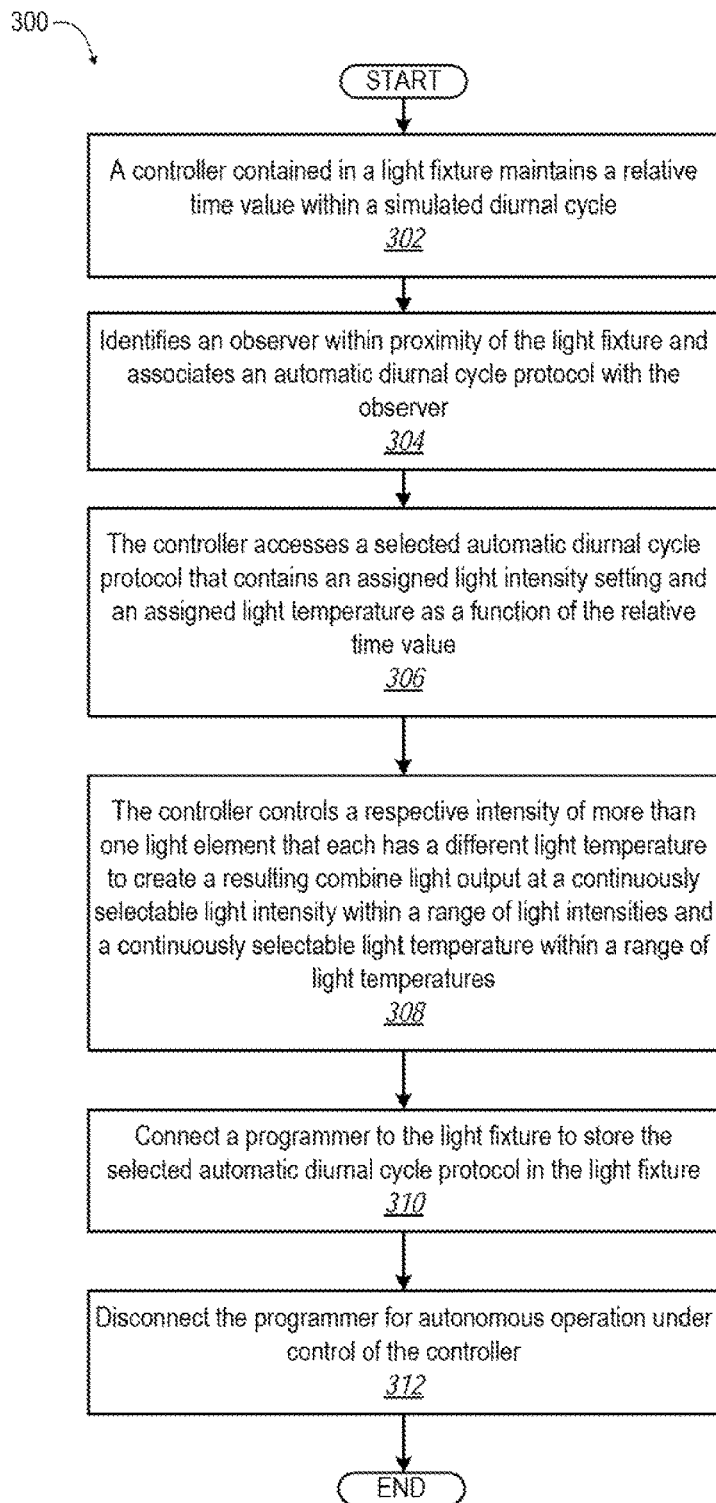 300
START
A controller contained in a light fixture maintains a relative
time value within a simulated diurnal cycle
302
Identifies an observer within proximity of the light fixture and
associates an automatic diurnal cycle protocol with the
observer
304
The controller accesses a selected automatic diurnal cycle
protocol that contains an assigned light intensity setting and
an assigned light temperature as a function of the relative
time value
306
The controller controls a respective intensity of more than
one light element that each has a different light temperature
to create a resulting combine light output at a continuously
selectable light intensity within a range of light intensities and
a continuously selectable light temperature within a range of
light temperatures
308
Connect a programmer to the light fixture to store the
selected automatic diurnal cycle protocol in the light fixture
310
Disconnect the programmer for autonomous operation under
control of the controller
312
END